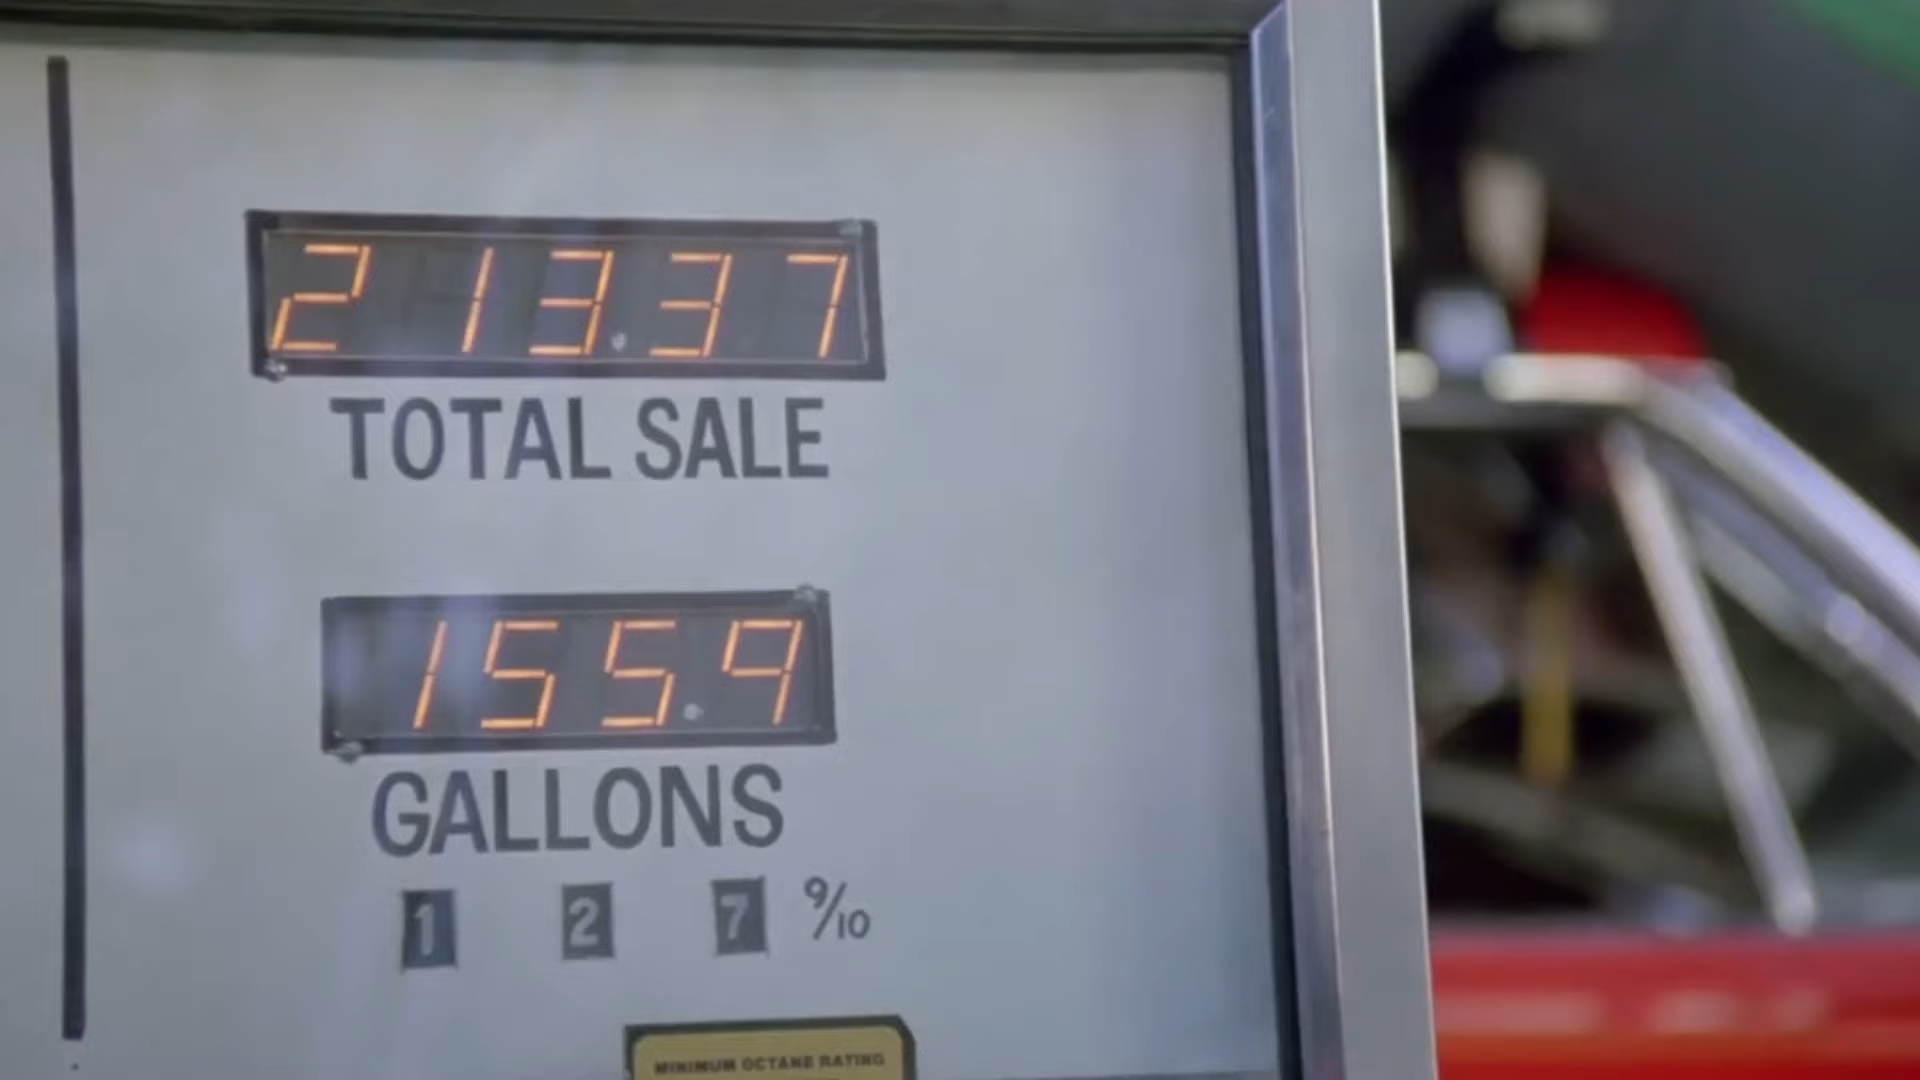 213.37
TOTAL SALE
155.9
GALLONS
1 2 7 9/10
MINIMUM OCTANE RATING